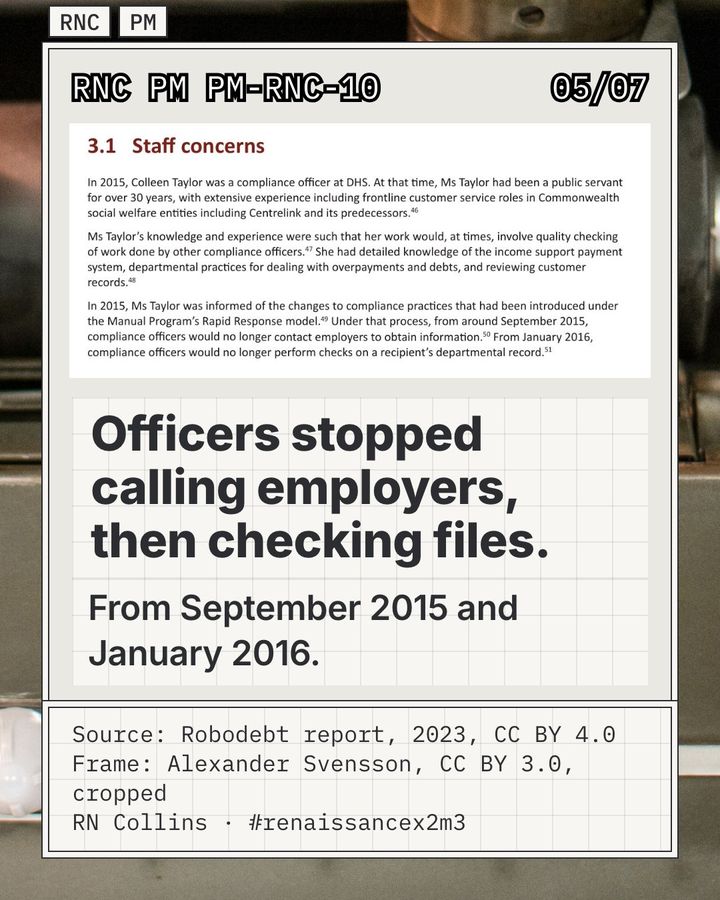 RNC PM
RNC PM PM-RNC-10 05/07
3.1 Staff concerns
In 2015, Colleen Taylor was a compliance officer at DHS. At that time, Ms Taylor had been a public servant
for over 30 years, with extensive experience including frontline customer service roles in Commonwealth
social welfare entities including Centrelink and its predecessors.46
Ms Taylor’s knowledge and experience were such that her work would, at times, involve quality checking
of work done by other compliance officers.47 She had detailed knowledge of the income support payment
system, departmental practices for dealing with overpayments and debts, and reviewing customer
records.48
In 2015, Ms Taylor was informed of the changes to compliance practices that had been introduced under
the Manual Program’s Rapid Response model.49 Under that process, from around September 2015,
compliance officers would no longer contact employers to obtain information.50 From January 2016,
compliance officers would no longer perform checks on a recipient’s departmental record.51
Officers stopped
calling employers,
then checking files.
From September 2015 and
January 2016.
Source: Robodebt report, 2023, CC BY 4.0
Frame: Alexander Svensson, CC BY 3.0,
cropped
RN Collins · #renaissancex2m3